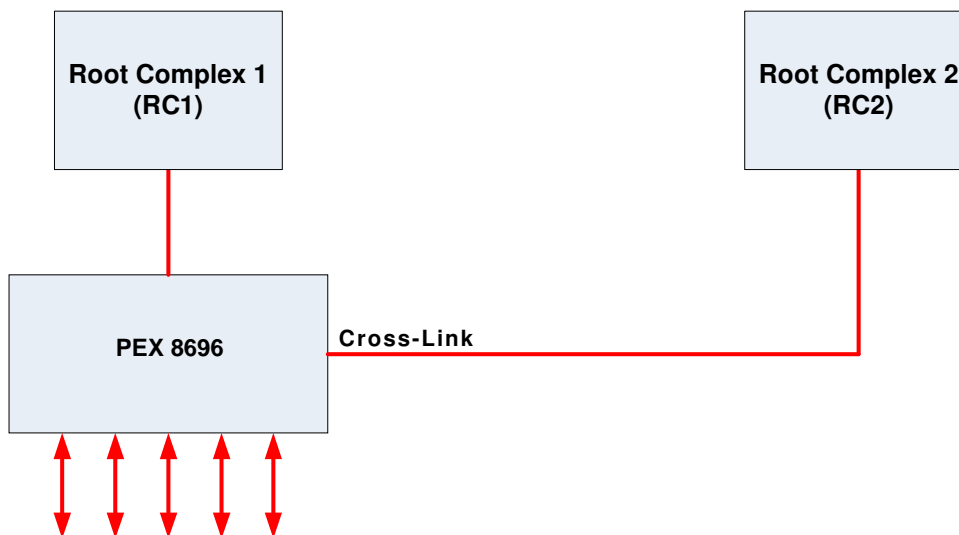 Root Complex 1
(RC1)
Root Complex 2
(RC2)
PEX 8696
Cross-Link